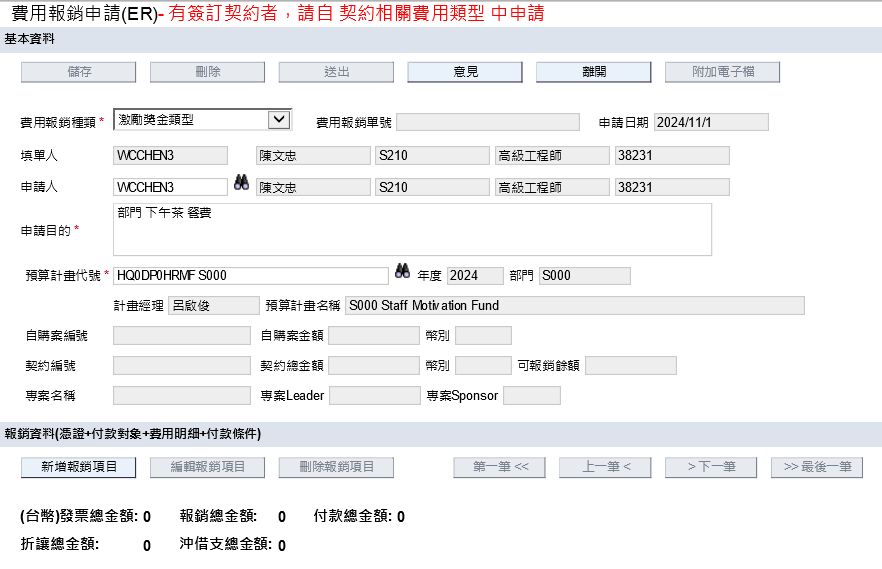 費用報銷申請(ER)- 有簽訂契約者，請自 契約相關費用類型 中申請
基本資料
儲存 刪除 送出 意見 離開 附加電子檔
費用報銷種類 * 激勵獎金類型 費用報銷單號 申請日期 2024/11/1
填單人 WCCHEN3 陳文忠 S210 高級工程師 38231
申請人 WCCHEN3 陳文忠 S210 高級工程師 38231
申請目的 * 部門 下午茶 餐費
預算計畫代號 * HQ0DP0HRMF S000 年度 2024 部門 S000
計畫經理 呂啟俊 預算計畫名稱 S000 Staff Motivation Fund
自購案編號 自購案金額 幣別
契約編號 契約總金額 幣別 可報銷餘額
專案名稱 專案Leader 專案Sponsor
報銷資料(憑證+付款對象+費用明細+付款條件)
新增報銷項目 編輯報銷項目 刪除報銷項目 第一筆 << 上一筆 < > 下一筆 >> 最後一筆
(台幣)發票總金額: 0 報銷總金額: 0 付款總金額: 0
折讓總金額: 0 沖借支總金額: 0